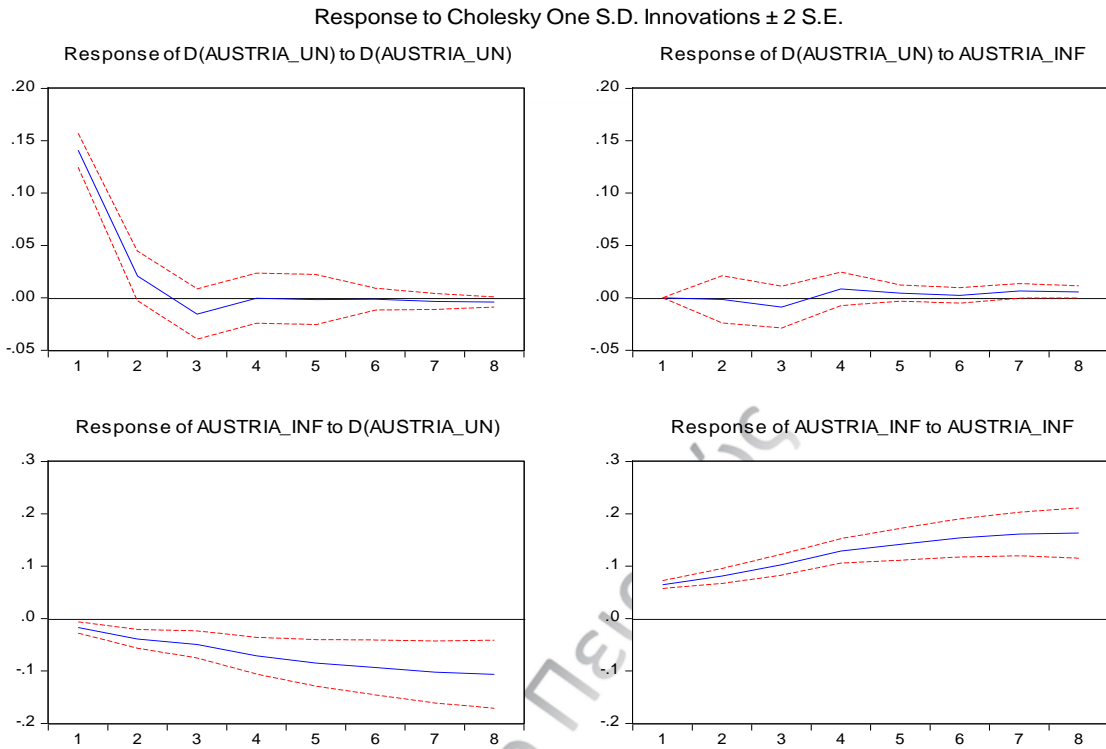 Response to Cholesky One S.D. Innovations ± 2 S.E.
Response of D(AUSTRIA_UN) to D(AUSTRIA_UN)
.20
.15
.10
.05
.00
-.05
1 2 3 4 5 6 7 8
Response of D(AUSTRIA_UN) to AUSTRIA_INF
.20
.15
.10
.05
.00
-.05
1 2 3 4 5 6 7 8
Response of AUSTRIA_INF to D(AUSTRIA_UN)
.3
.2
.1
.0
-.1
-.2
1 2 3 4 5 6 7 8
Response of AUSTRIA_INF to AUSTRIA_INF
.3
.2
.1
.0
-.1
-.2
1 2 3 4 5 6 7 8